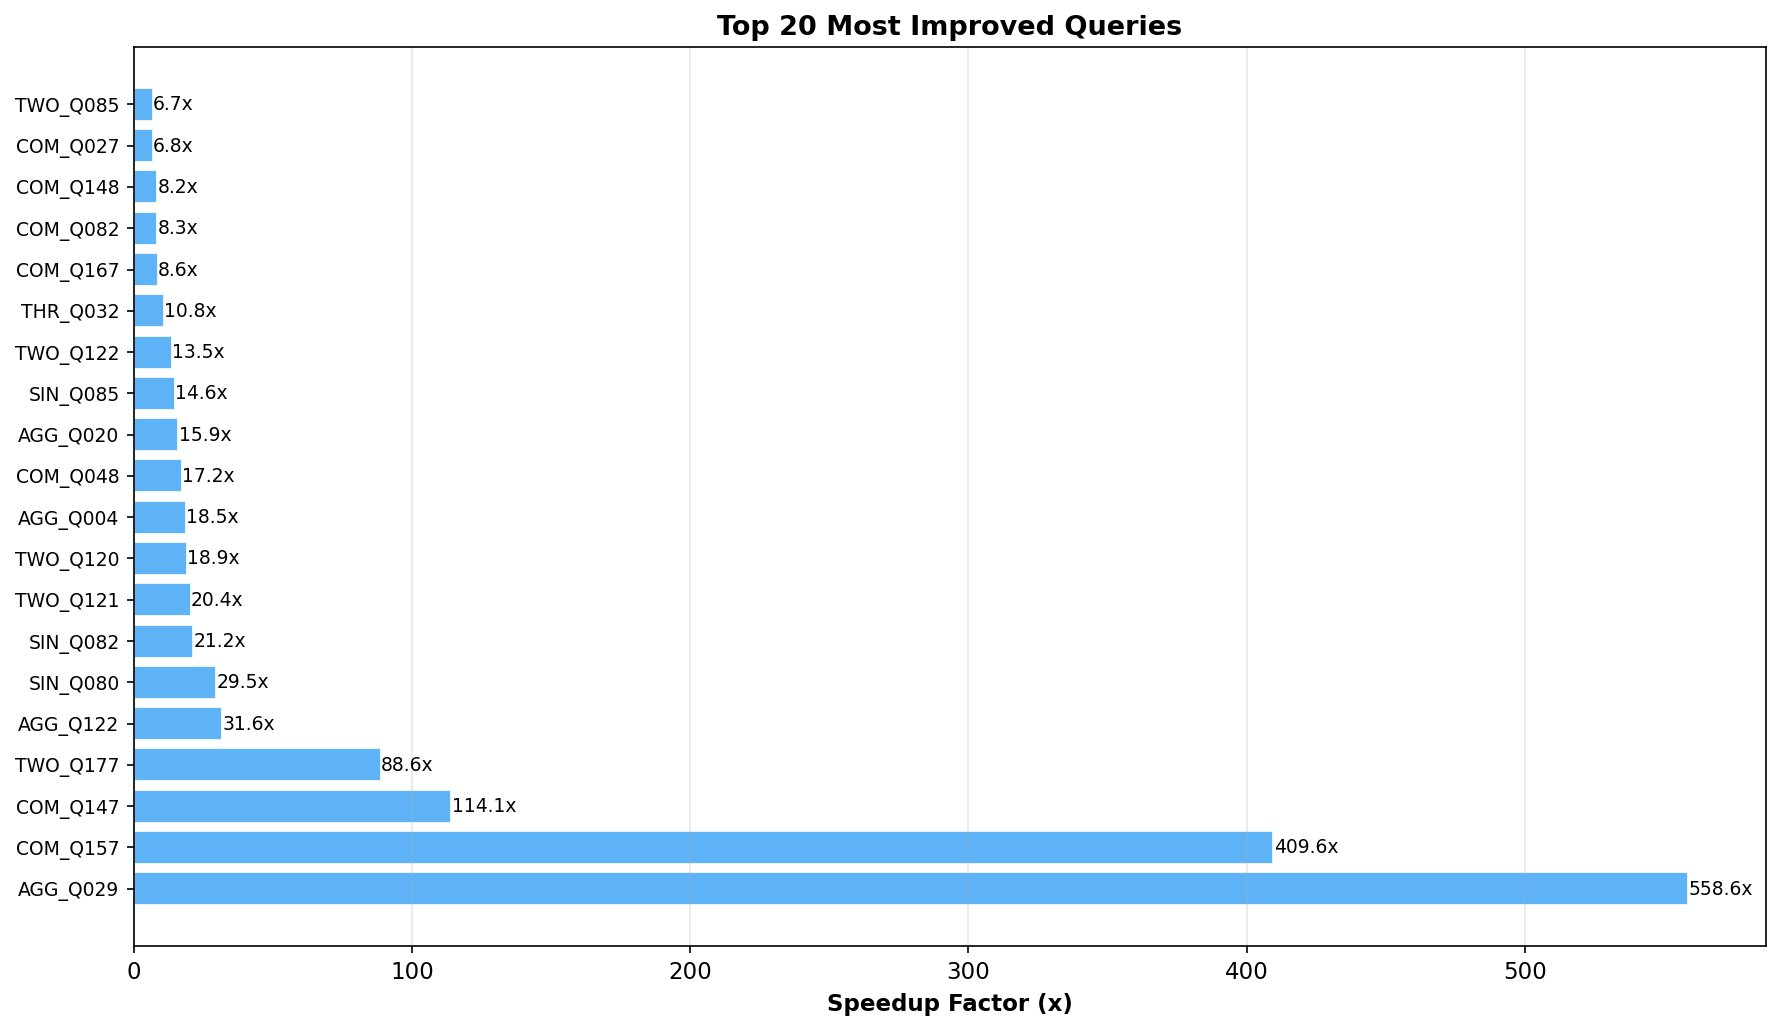 Top 20 Most Improved Queries
TWO_Q085 6.7x
COM_Q027 6.8x
COM_Q148 8.2x
COM_Q082 8.3x
COM_Q167 8.6x
THR_Q032 10.8x
TWO_Q122 13.5x
SIN_Q085 14.6x
AGG_Q020 15.9x
COM_Q048 17.2x
AGG_Q004 18.5x
TWO_Q120 18.9x
TWO_Q121 20.4x
SIN_Q082 21.2x
SIN_Q080 29.5x
AGG_Q122 31.6x
TWO_Q177 88.6x
COM_Q147 114.1x
COM_Q157 409.6x
AGG_Q029 558.6x
0 100 200 300 400 500
Speedup Factor (x)